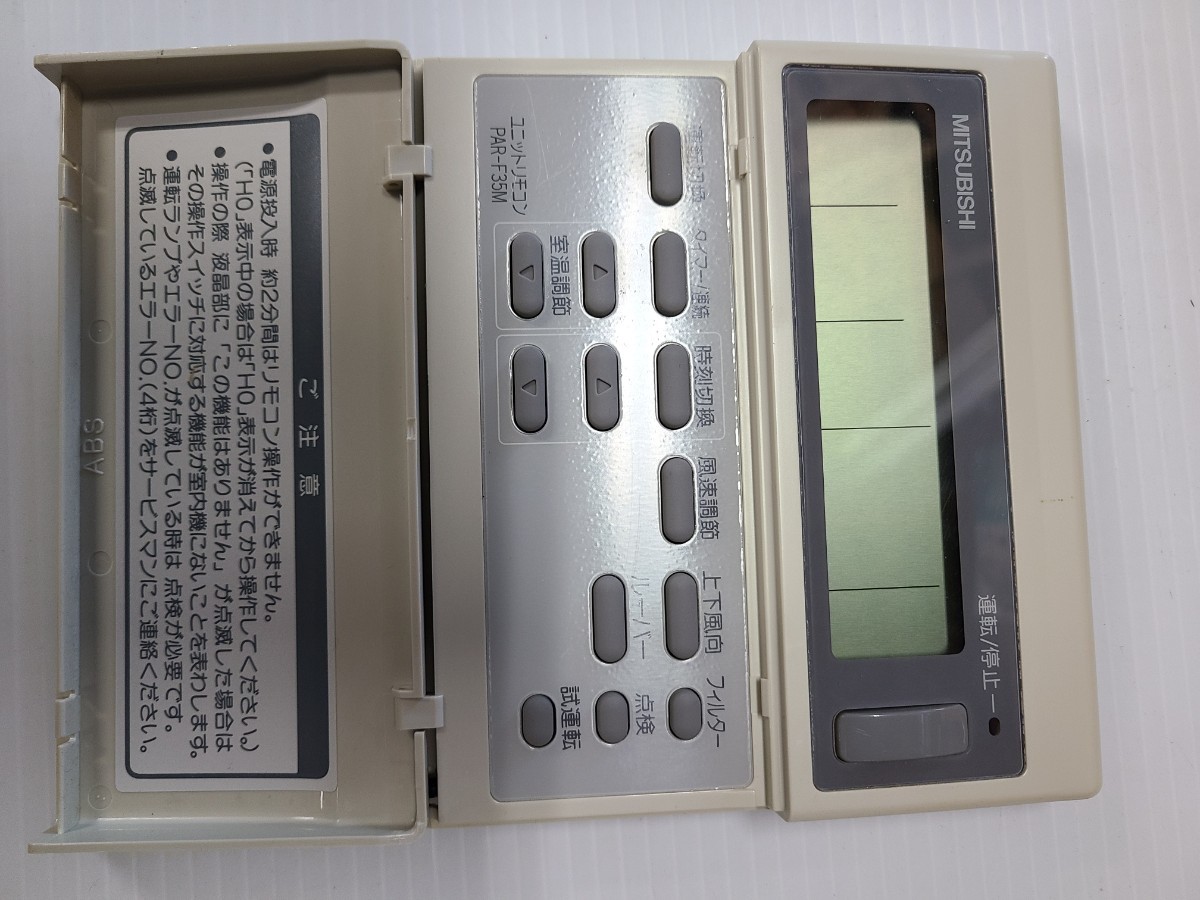 MITSUBISHI
運転/停止
運転切換
タイマー/連続
時刻切換
風速調節
上下風向
フィルター
室温調節
ルーバー
点検
試運転
ユニットリモコン
PAR-F35M
ご注意
●電源投入時 約2分間はリモコン操作ができません。
(「HO」表示中の場合は「HO」表示が消えてから操作してください。)
●操作の際 液晶部に「この機能はありません」が点滅した場合は
その操作スイッチに対応する機能が室内機にないことを表わします。
●運転ランプやエラーNO.が点滅している時は 点検が必要です。
点滅しているエラーNO.(4桁)をサービスマンにご連絡ください。
ABS